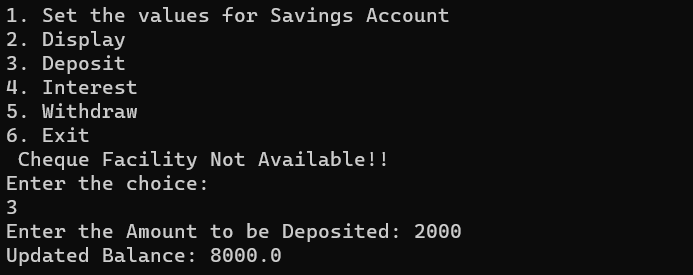 1. Set the values for Savings Account
2. Display
3. Deposit
4. Interest
5. Withdraw
6. Exit
 Cheque Facility Not Available!!
Enter the choice:
3
Enter the Amount to be Deposited: 2000
Updated Balance: 8000.0